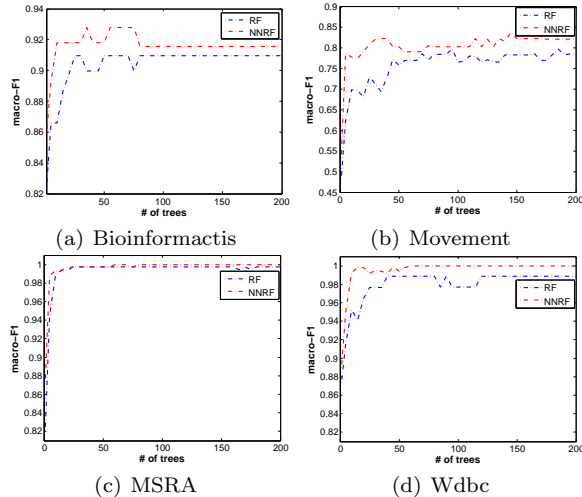 0.94
0.92
0.9
0.88
0.86
0.84
0.82
0
50
100
150
200
macro-F1
# of trees
RF
NNRF
(a) Bioinformactis
0.9
0.85
0.8
0.75
0.7
0.65
0.6
0.55
0.5
0.45
0
50
100
150
200
macro-F1
# of trees
RF
NNRF
(b) Movement
1
0.98
0.96
0.94
0.92
0.9
0.88
0.86
0.84
0.82
0
50
100
150
200
macro-F1
# of trees
RF
NNRF
(c) MSRA
1
0.98
0.96
0.94
0.92
0.9
0.88
0.86
0.84
0.82
0
50
100
150
200
macro-F1
# of trees
RF
NNRF
(d) Wdbc